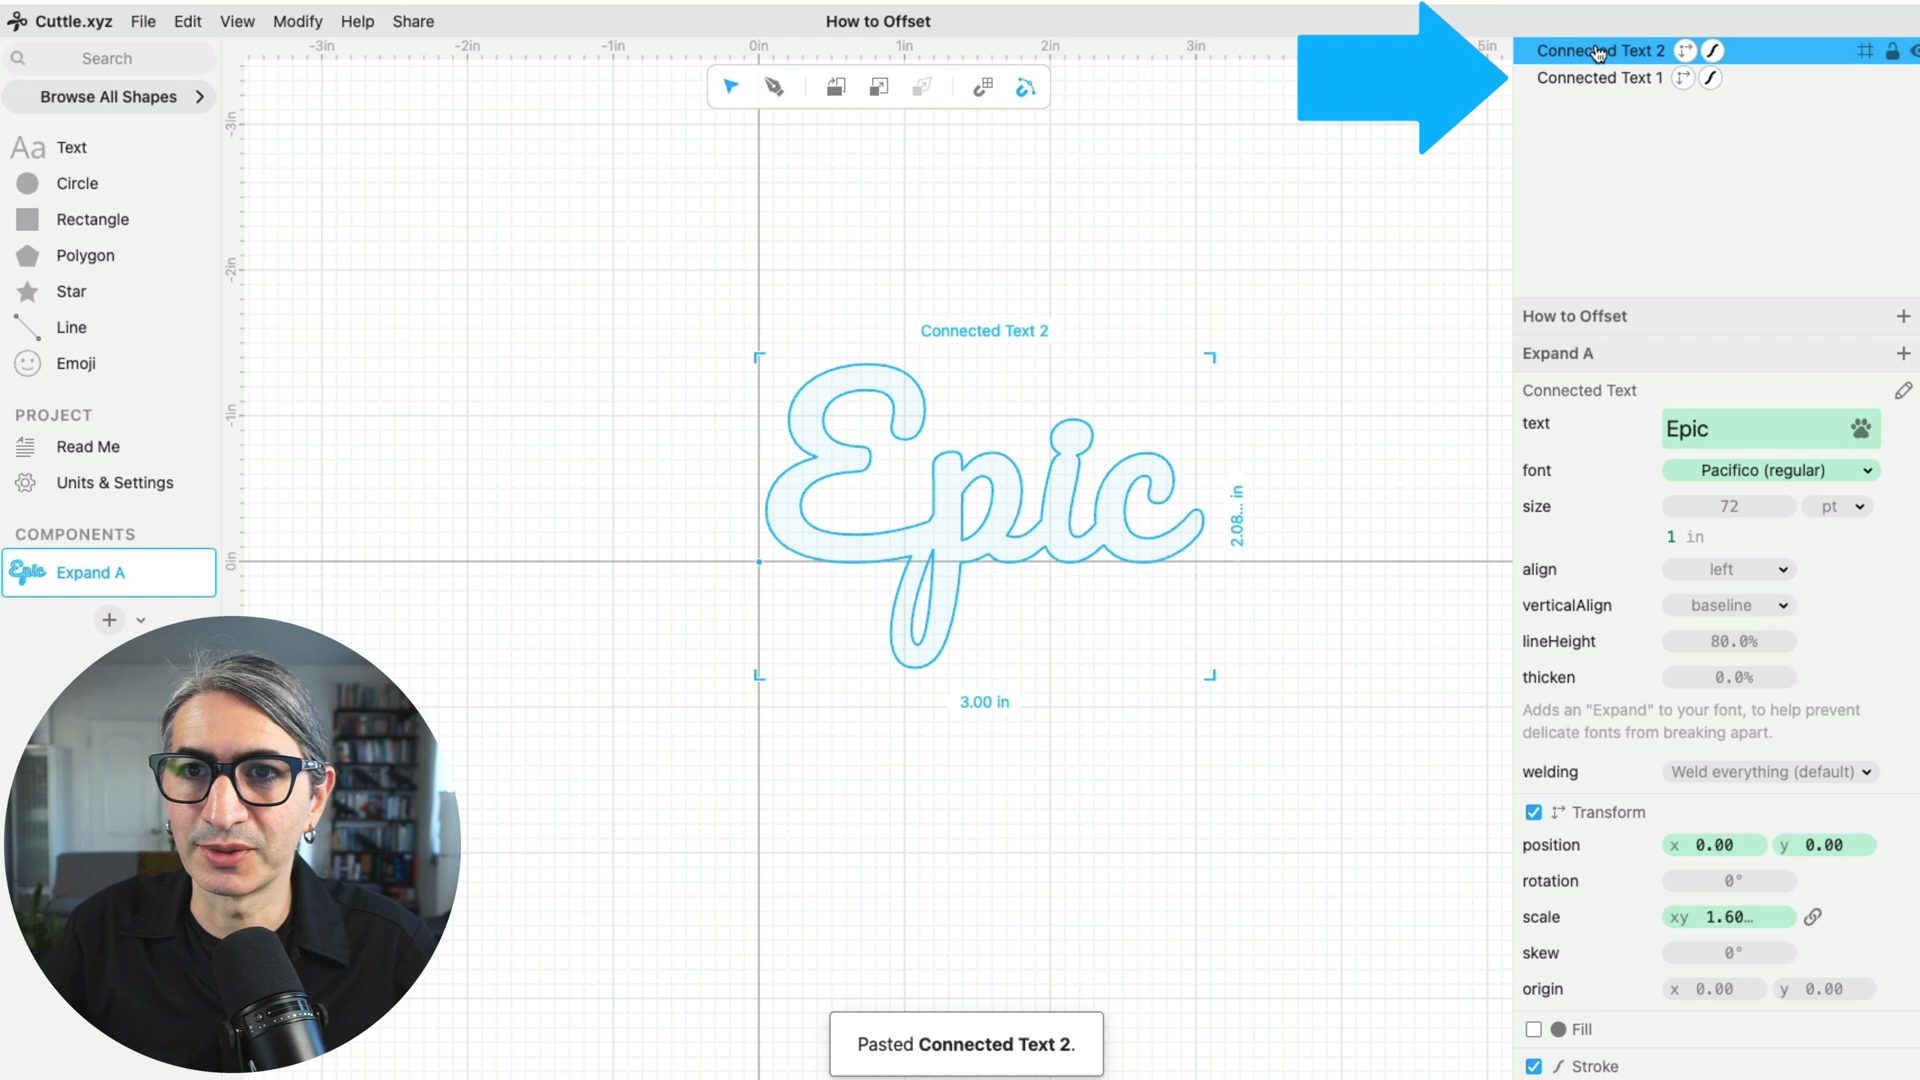 Cuttle.xyz File Edit View Modify Help Share
How to Offset
Search
Browse All Shapes
Aa Text
Circle
Rectangle
Polygon
Star
Line
Emoji
PROJECT
Read Me
Units & Settings
COMPONENTS
Epic Expand A
-3in -2in -1in 0in 1in 2in 3in 5in
-3in
-2in
-1in
0in
Connected Text 2
Epic
2.08... in
3.00 in
Pasted Connected Text 2.
Connected Text 2
Connected Text 1
How to Offset
Expand A
Connected Text
text Epic
font Pacifico (regular)
size 72 pt
1 in
align left
verticalAlign baseline
lineHeight 80.0%
thicken 0.0%
Adds an "Expand" to your font, to help prevent
delicate fonts from breaking apart.
welding Weld everything (default)
Transform
position x 0.00 y 0.00
rotation 0°
scale xy 1.60...
skew 0°
origin x 0.00 y 0.00
Fill
Stroke